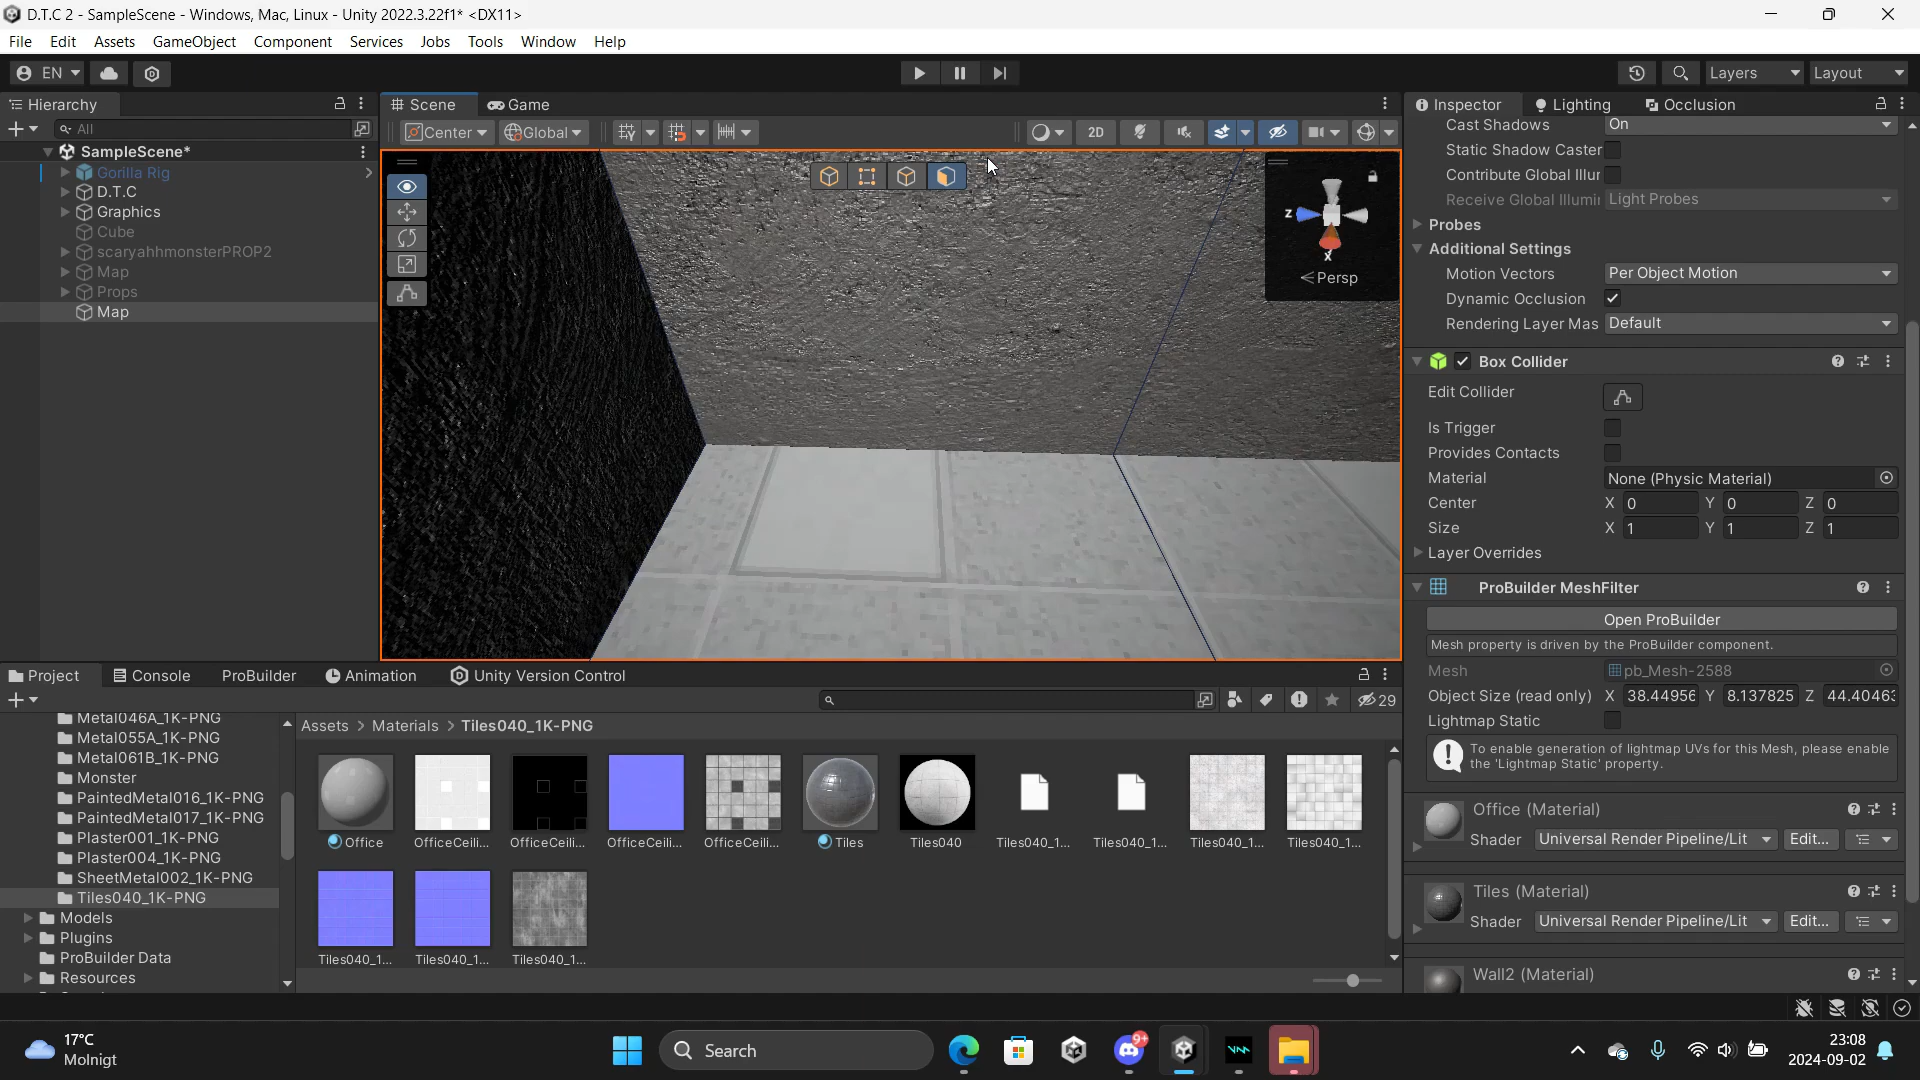 D.T.C 2 - SampleScene - Windows, Mac, Linux - Unity 2022.3.22f1* <DX11>
File Edit Assets GameObject Component Services Jobs Tools Window Help
EN
Layers Layout
Hierarchy
All
SampleScene*
Gorilla Rig
D.T.C
Graphics
Cube
scaryahhmonsterPROP2
Map
Props
Map
Scene Game
Center Global
2D
z
x
Persp
Inspector Lighting Occlusion
Cast Shadows On
Static Shadow Caster
Contribute Global Illur
Receive Global Illumin Light Probes
Probes
Additional Settings
Motion Vectors Per Object Motion
Dynamic Occlusion
Rendering Layer Mas Default
Box Collider
Edit Collider
Is Trigger
Provides Contacts
Material None (Physic Material)
Center X 0 Y 0 Z 0
Size X 1 Y 1 Z 1
Layer Overrides
ProBuilder MeshFilter
Open ProBuilder
Mesh property is driven by the ProBuilder component.
Mesh pb_Mesh-2588
Object Size (read only) X 38.44956 Y 8.137825 Z 44.40463
Lightmap Static
To enable generation of lightmap UVs for this Mesh, please enable
the 'Lightmap Static' property.
Office (Material)
Shader Universal Render Pipeline/Lit Edit...
Tiles (Material)
Shader Universal Render Pipeline/Lit Edit...
Wall2 (Material)
Project Console ProBuilder Animation Unity Version Control
29
Metal046A_1K-PNG
Metal055A_1K-PNG
Metal061B_1K-PNG
Monster
PaintedMetal016_1K-PNG
PaintedMetal017_1K-PNG
Plaster001_1K-PNG
Plaster004_1K-PNG
SheetMetal002_1K-PNG
Tiles040_1K-PNG
Models
Plugins
ProBuilder Data
Resources
Assets > Materials > Tiles040_1K-PNG
Office OfficeCeili... OfficeCeili... OfficeCeili... OfficeCeili... Tiles Tiles040 Tiles040_1... Tiles040_1... Tiles040_1... Tiles040_1...
Tiles040_1... Tiles040_1... Tiles040_1...
17°C
Molnigt
Search
9+
23:08
2024-09-02